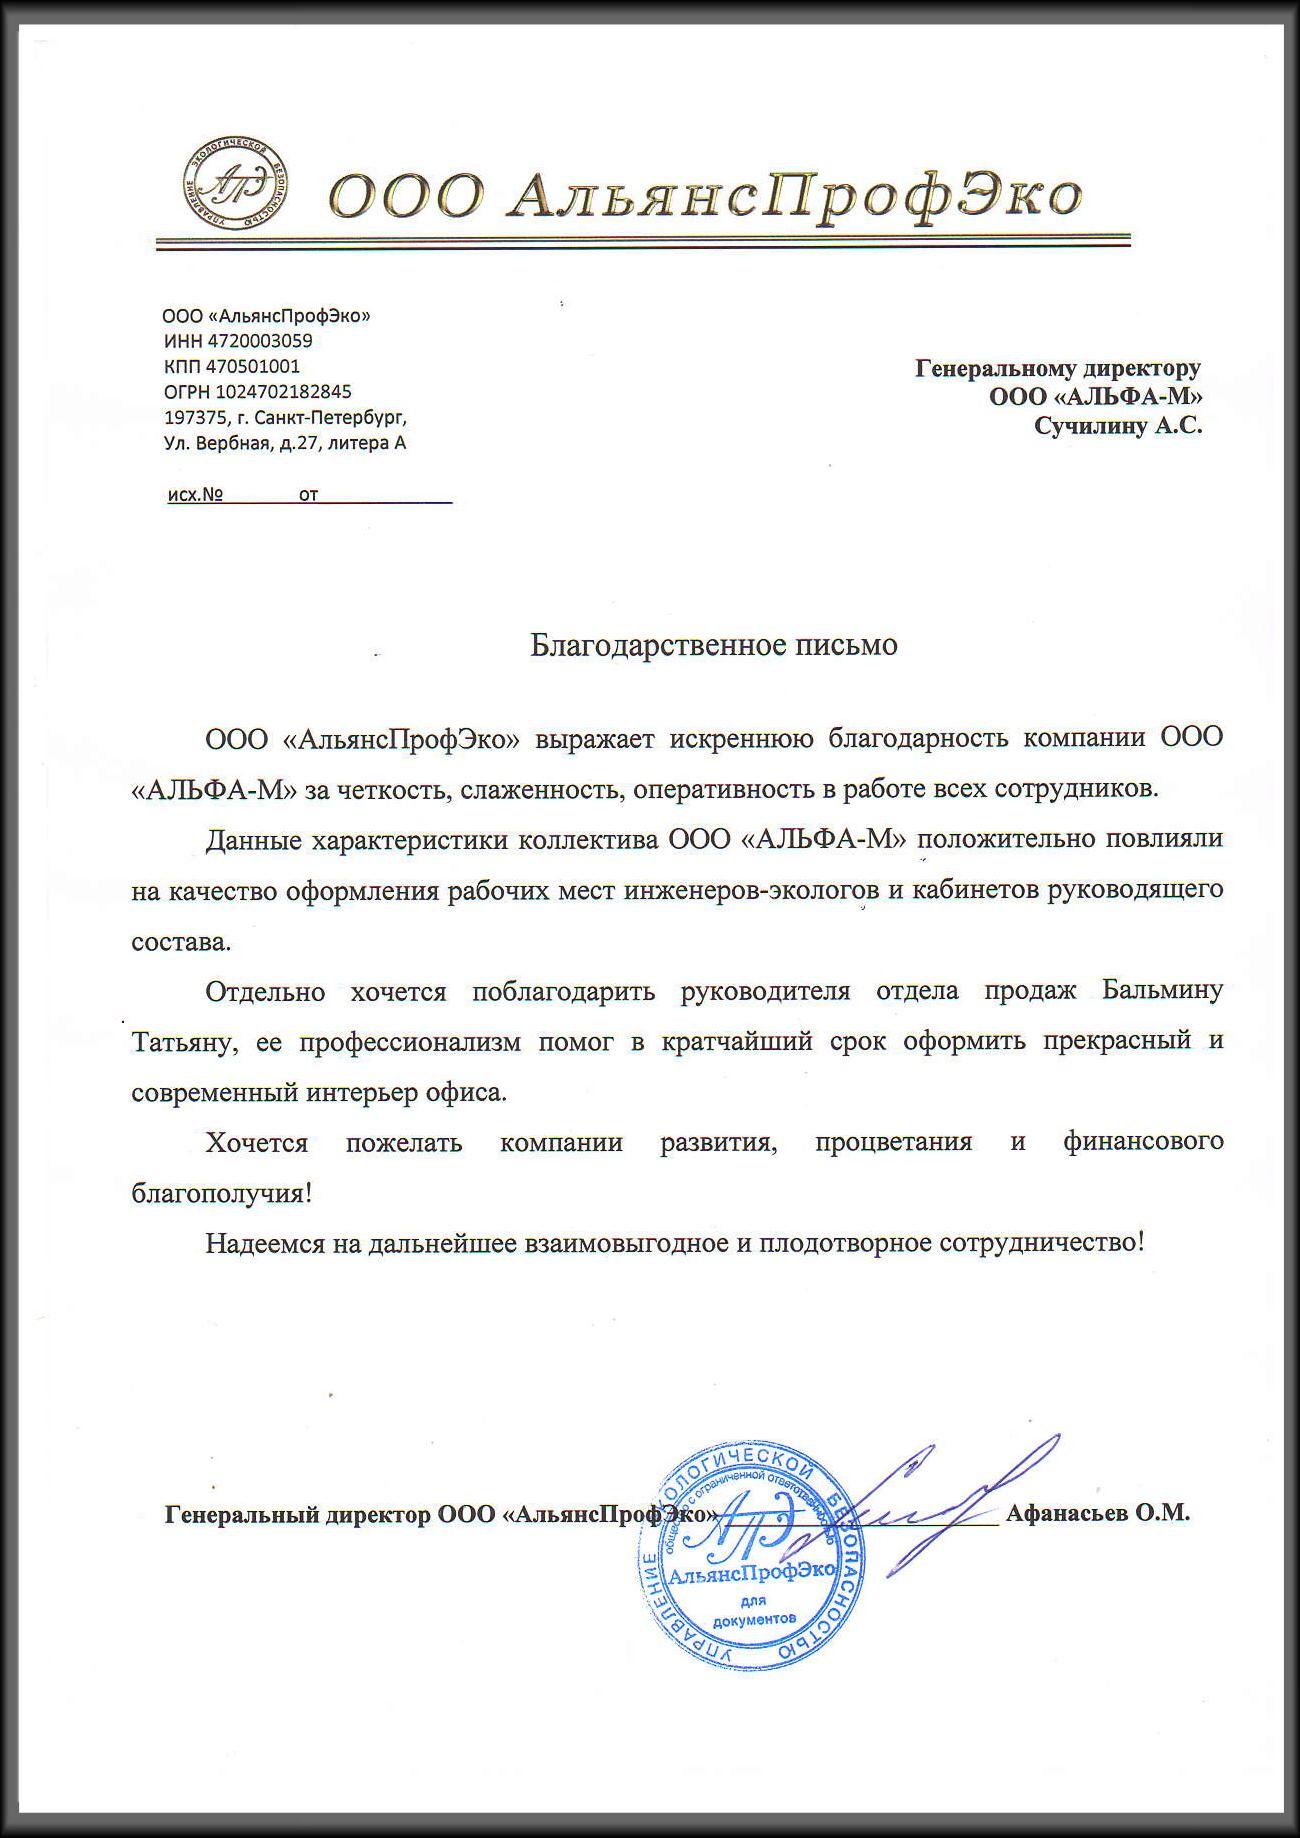 УПРАВЛЕНИЕ ЭКОЛОГИЧЕСКОЙ БЕЗОПАСНОСТЬЮ
АПЭ
ООО АльянсПрофЭко
ООО «АльянсПрофЭко»
ИНН 4720003059
КПП 470501001
ОГРН 1024702182845
197375, г. Санкт-Петербург,
Ул. Вербная, д.27, литера А
исх.№ от
Генеральному директору
ООО «АЛЬФА-М»
Сучилину А.С.
Благодарственное письмо
ООО «АльянсПрофЭко» выражает искреннюю благодарность компании ООО
«АЛЬФА-М» за четкость, слаженность, оперативность в работе всех сотрудников.
Данные характеристики коллектива ООО «АЛЬФА-М» положительно повлияли
на качество оформления рабочих мест инженеров-экологов и кабинетов руководящего
состава.
Отдельно хочется поблагодарить руководителя отдела продаж Бальмину
Татьяну, ее профессионализм помог в кратчайший срок оформить прекрасный и
современный интерьер офиса.
Хочется пожелать компании развития, процветания и финансового
благополучия!
Надеемся на дальнейшее взаимовыгодное и плодотворное сотрудничество!
Генеральный директор ООО «АльянсПрофЭко» Афанасьев О.М.
УПРАВЛЕНИЕ ЭКОЛОГИЧЕСКОЙ БЕЗОПАСНОСТЬЮ
общество с ограниченной ответственностью
АПЭ
АльянсПрофЭко
для
документов